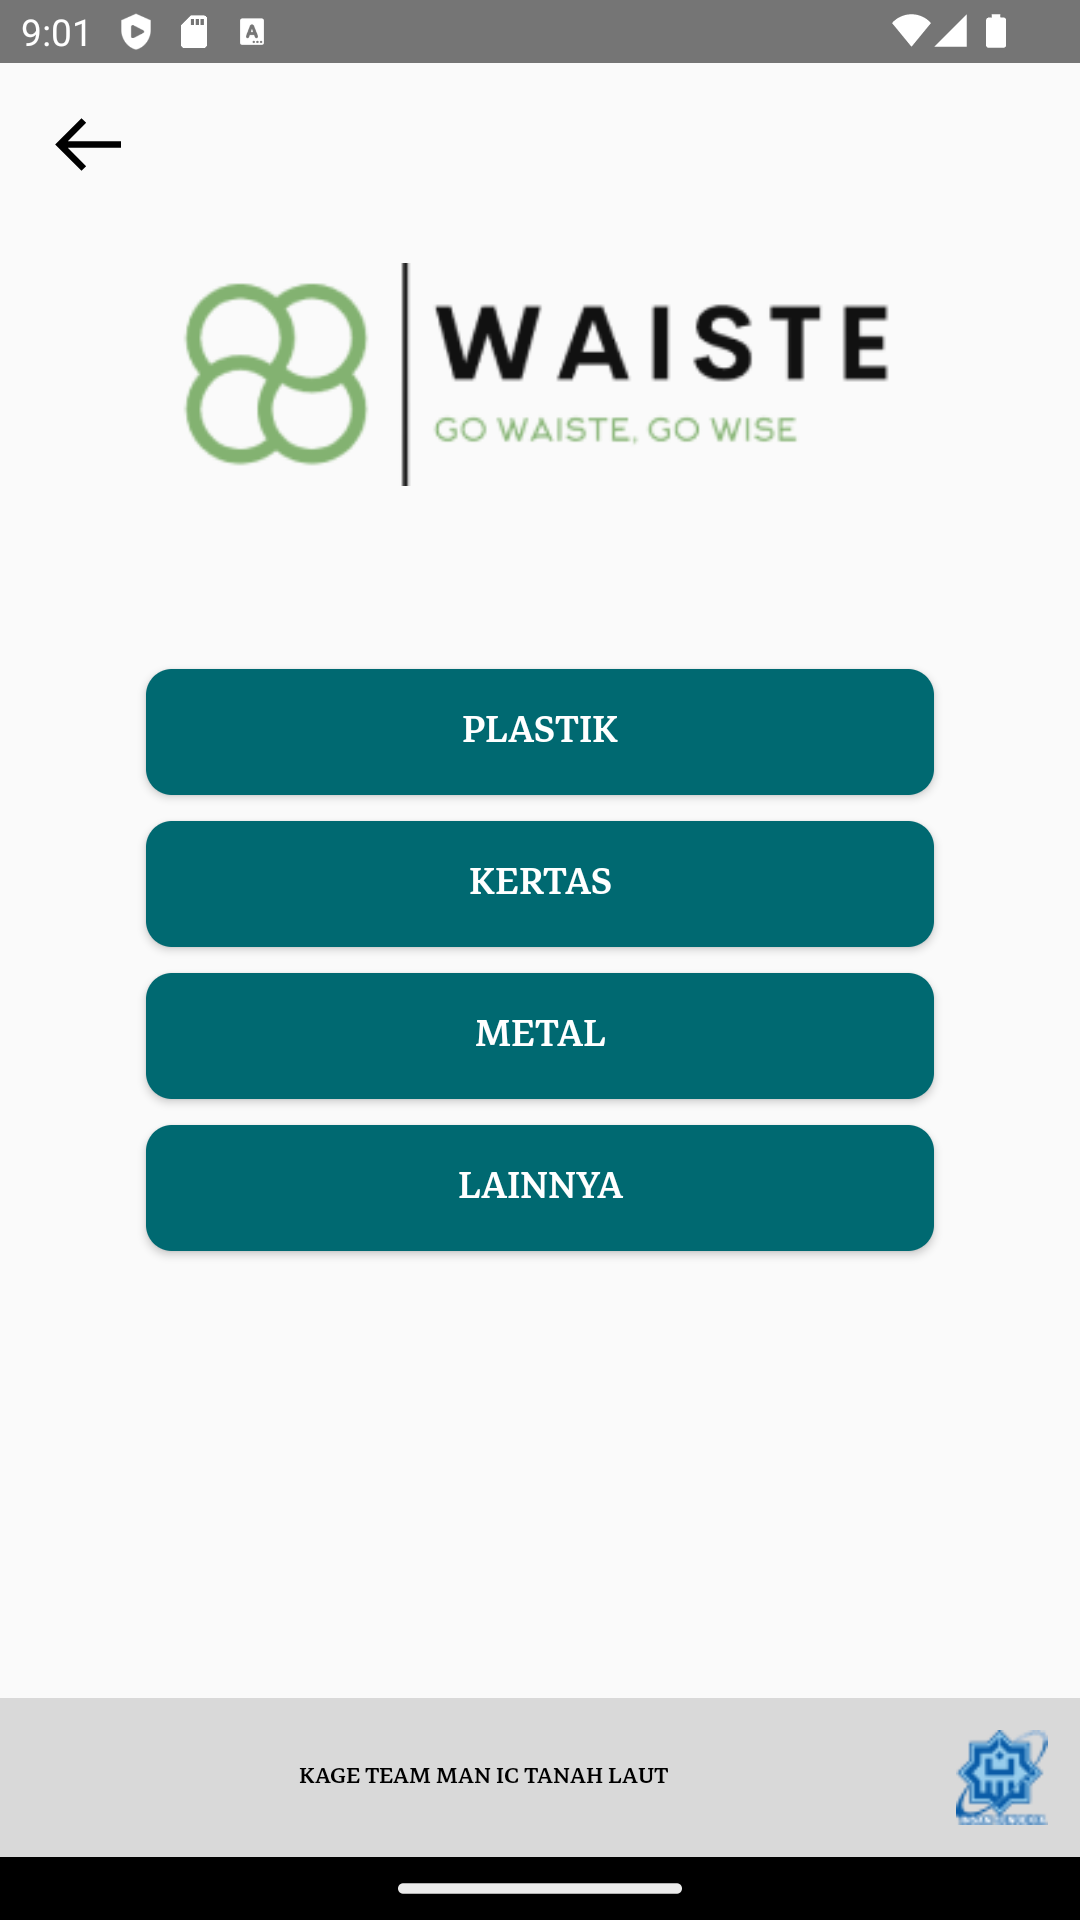 9:01
WAISTE
GO WAISTE, GO WISE
PLASTIK
KERTAS
METAL
LAINNYA
KAGE TEAM MAN IC TANAH LAUT